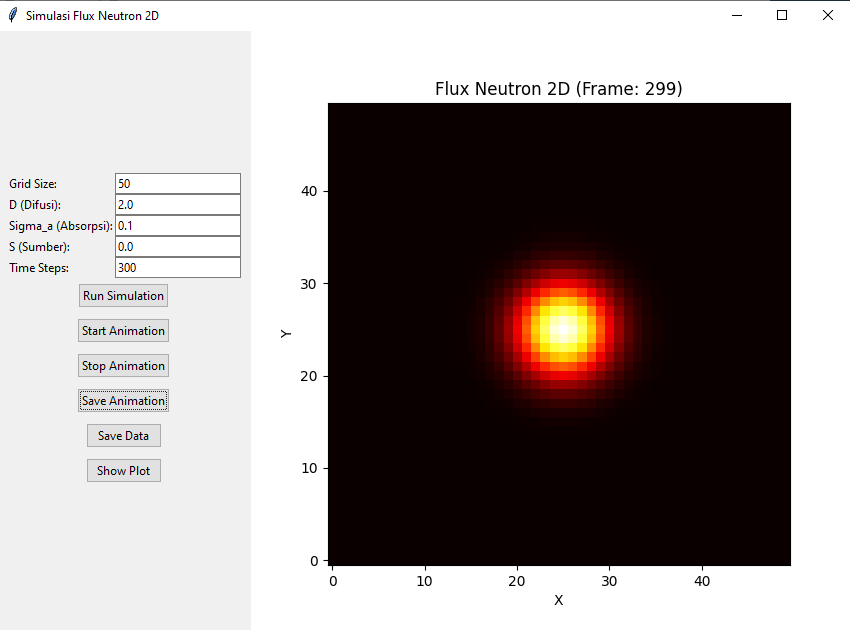 Simulasi Flux Neutron 2D
Grid Size: 50
D (Difusi): 2.0
Sigma_a (Absorpsi): 0.1
S (Sumber): 0.0
Time Steps: 300
Run Simulation
Start Animation
Stop Animation
Save Animation
Save Data
Show Plot
Flux Neutron 2D (Frame: 299)
Y
40
30
20
10
0
0 10 20 30 40
X